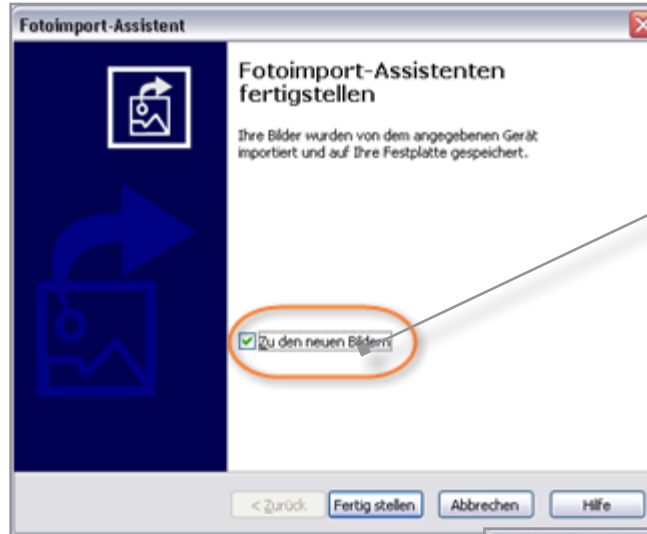 Fotoimport-Assistent
Fotoimport-Assistenten
fertigstellen
Ihre Bilder wurden von dem angegebenen Gerät
importiert und auf Ihre Festplatte gespeichert.
Zu den neuen Bildern
< Zurück Fertig stellen Abbrechen Hilfe